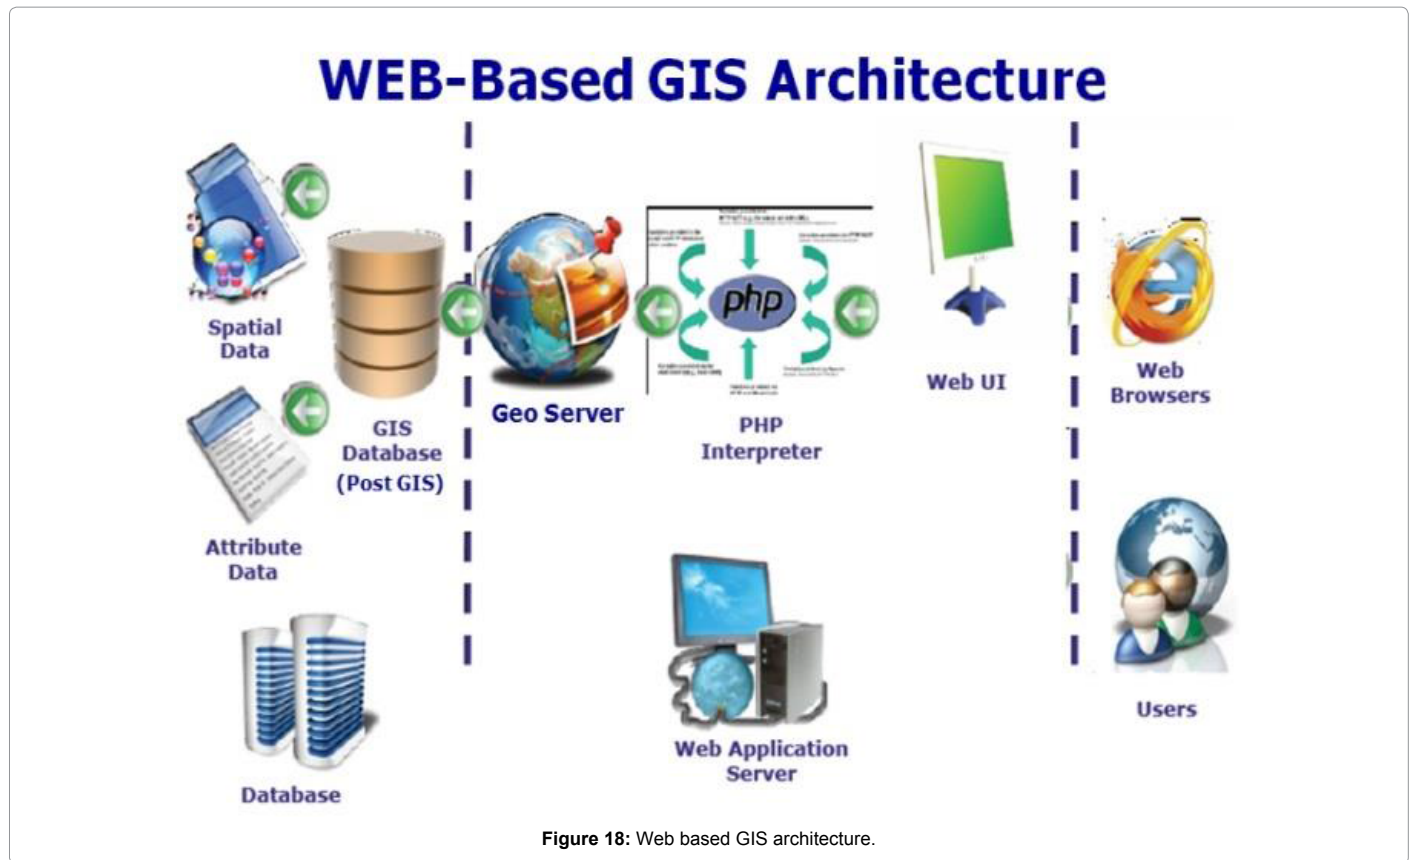 WEB-Based GIS Architecture
Spatial
Data
Attribute
Data
GIS
Database
(Post GIS)
Database
Geo Server
php
PHP
Interpreter
Web UI
Web Application
Server
Web
Browsers
Users
Figure 18: Web based GIS architecture.